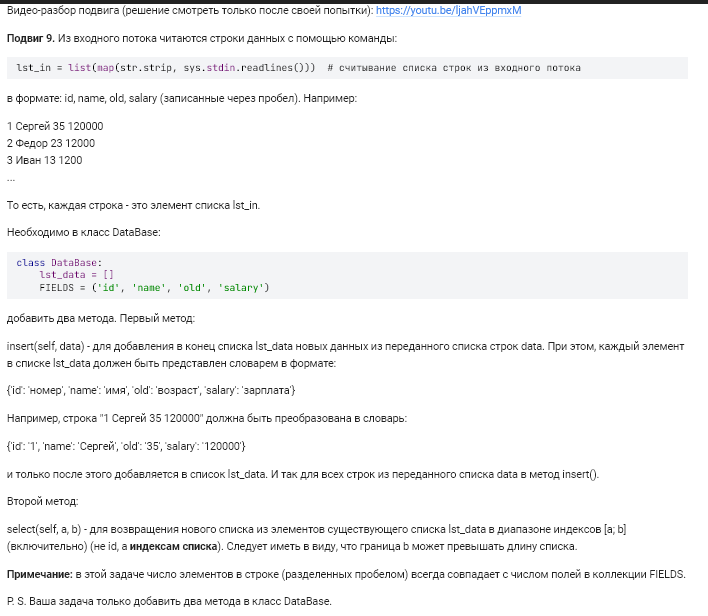 Видео-разбор подвига (решение смотреть только после своей попытки): https://youtu.be/ljahVEppmxM
Подвиг 9. Из входного потока читаются строки данных с помощью команды:
lst_in = list(map(str.strip, sys.stdin.readlines()))  # считывание списка строк из входного потока
в формате: id, name, old, salary (записанные через пробел). Например:
1 Сергей 35 120000
2 Федор 23 12000
3 Иван 13 1200
...
То есть, каждая строка - это элемент списка lst_in.
Необходимо в класс DataBase:
class DataBase:
    lst_data = []
    FIELDS = ('id', 'name', 'old', 'salary')
добавить два метода. Первый метод:
insert(self, data) - для добавления в конец списка lst_data новых данных из переданного списка строк data. При этом, каждый элемент
в списке lst_data должен быть представлен словарем в формате:
{'id': 'номер', 'name': 'имя', 'old': 'возраст', 'salary': 'зарплата'}
Например, строка "1 Сергей 35 120000" должна быть преобразована в словарь:
{'id': '1', 'name': 'Сергей', 'old': '35', 'salary': '120000'}
и только после этого добавляется в список lst_data. И так для всех строк из переданного списка data в метод insert().
Второй метод:
select(self, a, b) - для возвращения нового списка из элементов существующего списка lst_data в диапазоне индексов [a; b]
(включительно) (не id, а индексам списка). Следует иметь в виду, что граница b может превышать длину списка.
Примечание: в этой задаче число элементов в строке (разделенных пробелом) всегда совпадает с числом полей в коллекции FIELDS.
P. S. Ваша задача только добавить два метода в класс DataBase.